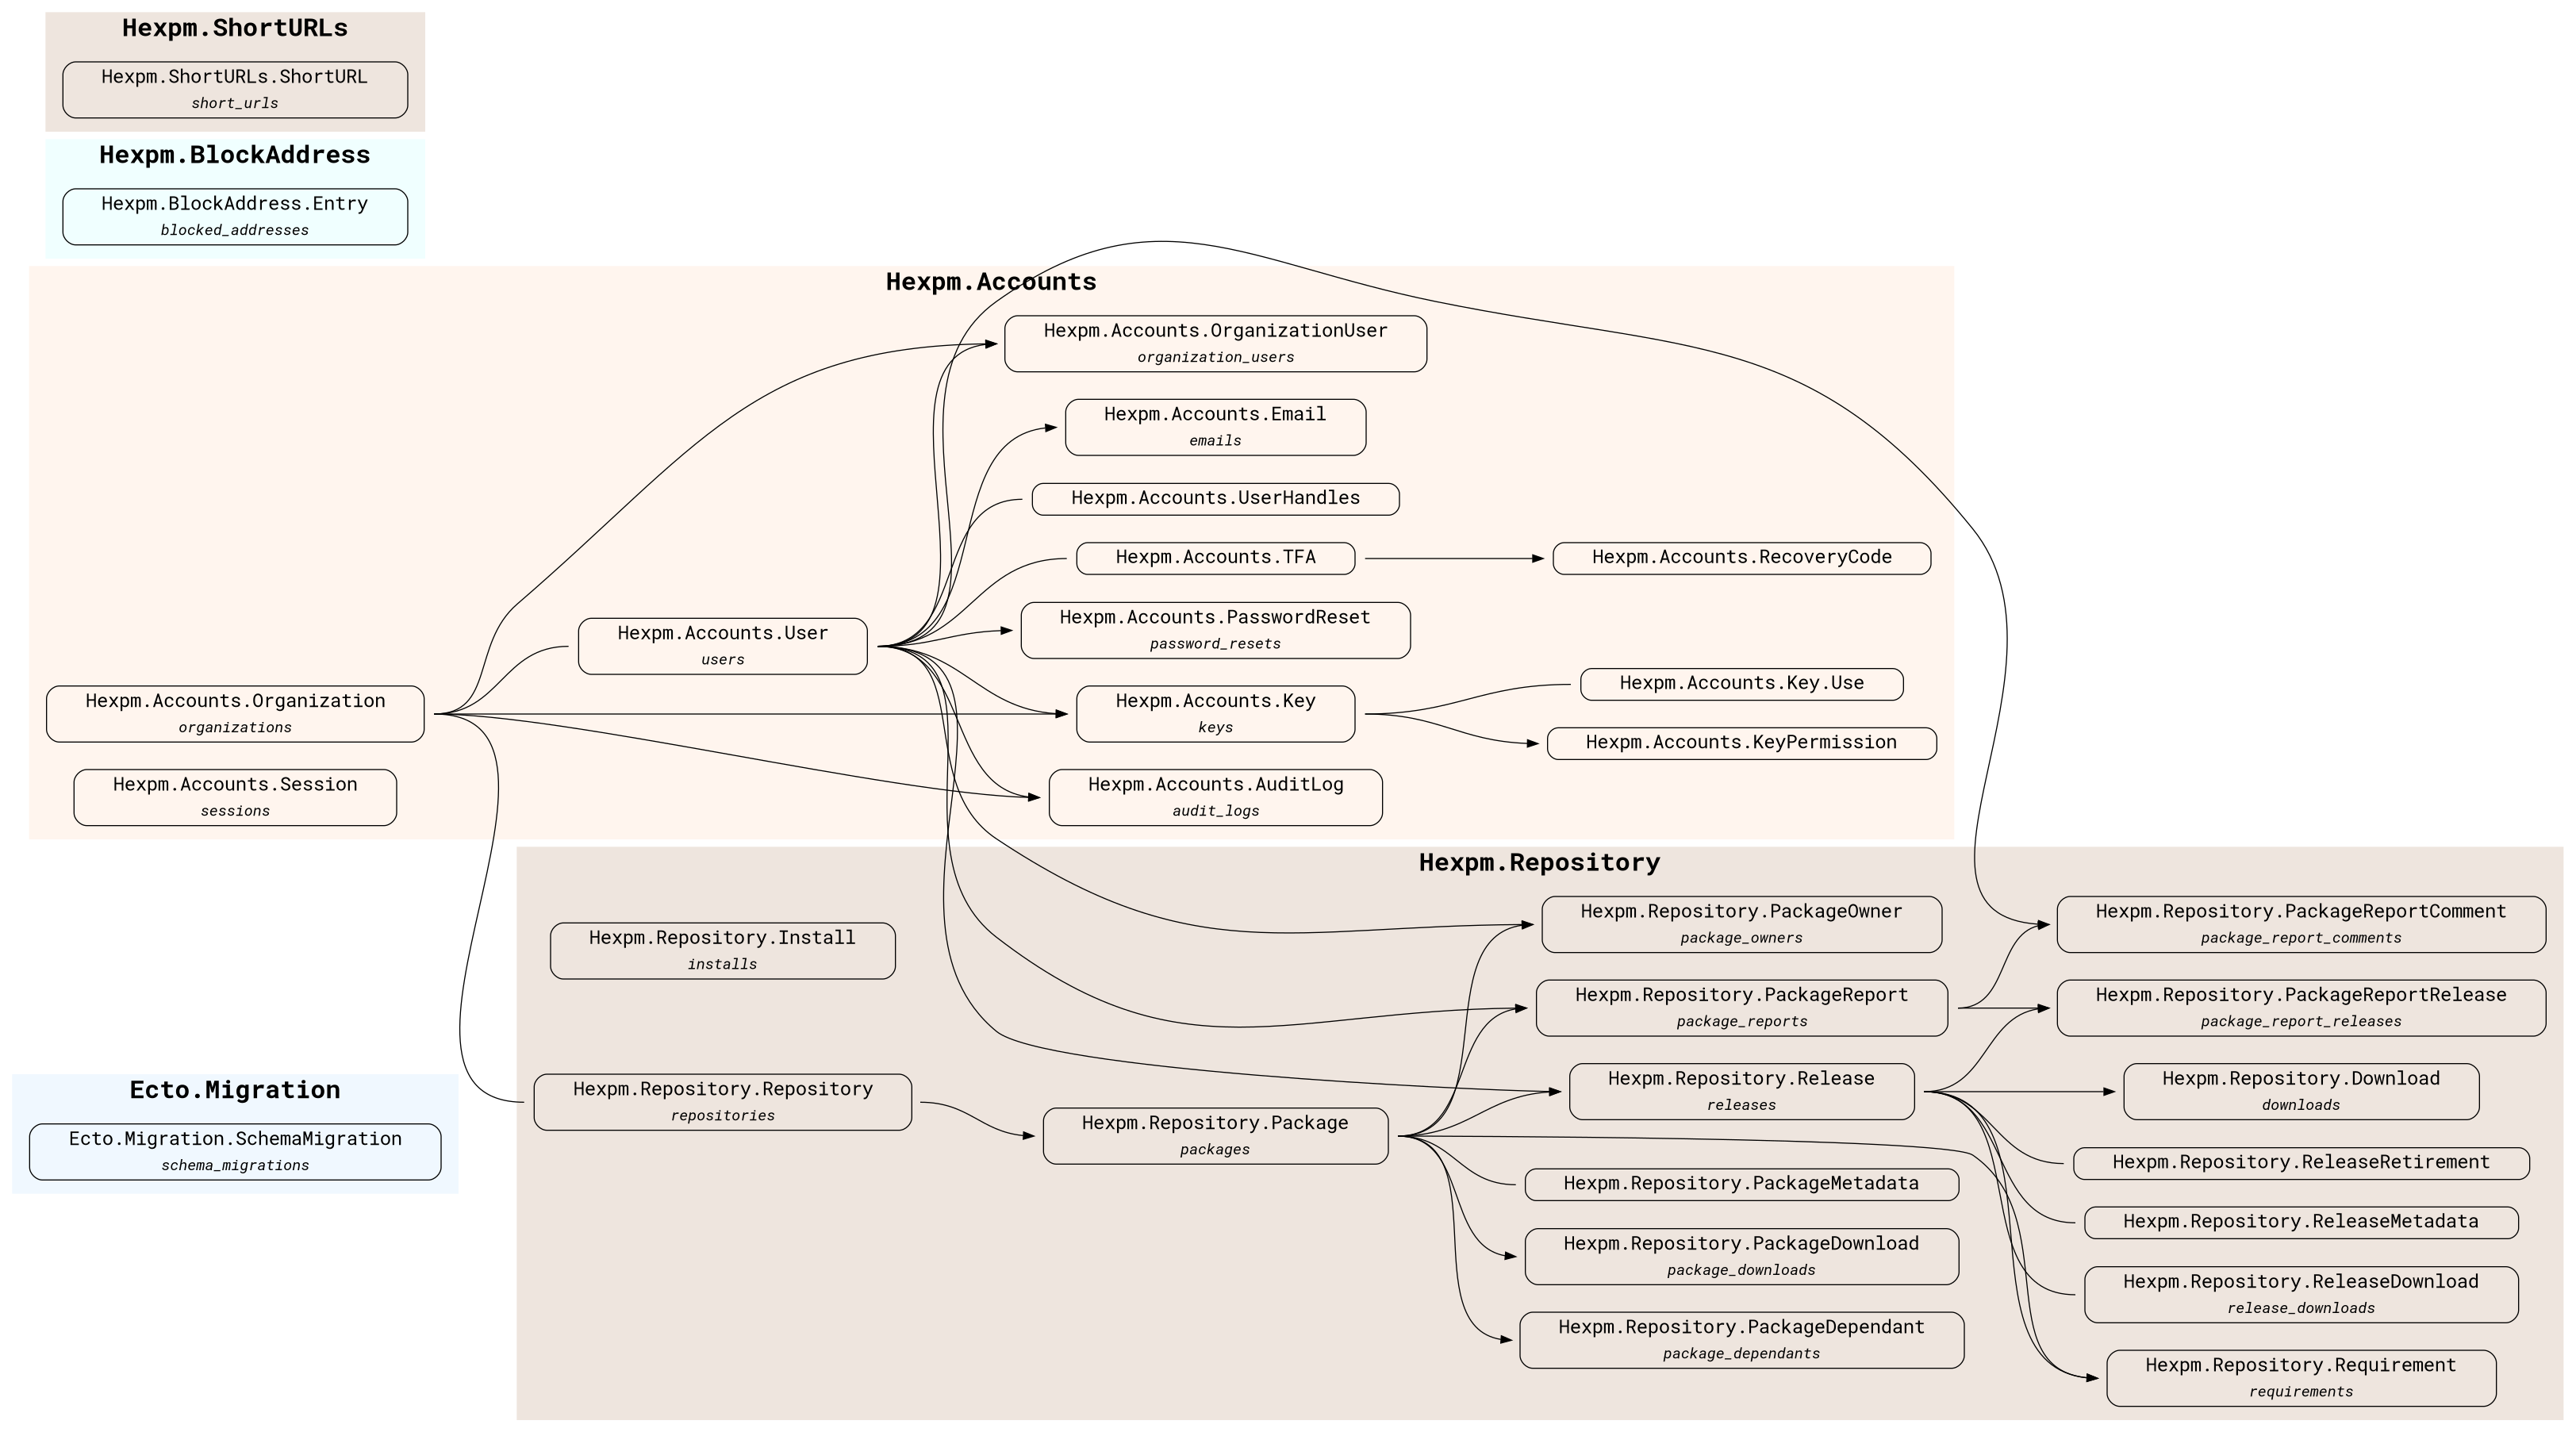 Hexpm.ShortURLs
Hexpm.ShortURLs.ShortURL
short_urls
Hexpm.BlockAddress
Hexpm.BlockAddress.Entry
blocked_addresses
Hexpm.Accounts
Hexpm.Accounts.OrganizationUser
organization_users
Hexpm.Accounts.Email
emails
Hexpm.Accounts.UserHandles
Hexpm.Accounts.TFA
Hexpm.Accounts.RecoveryCode
Hexpm.Accounts.User
users
Hexpm.Accounts.PasswordReset
password_resets
Hexpm.Accounts.Organization
organizations
Hexpm.Accounts.Key
keys
Hexpm.Accounts.Key.Use
Hexpm.Accounts.KeyPermission
Hexpm.Accounts.Session
sessions
Hexpm.Accounts.AuditLog
audit_logs
Hexpm.Repository
Hexpm.Repository.Install
installs
Hexpm.Repository.PackageOwner
package_owners
Hexpm.Repository.PackageReportComment
package_report_comments
Hexpm.Repository.PackageReport
package_reports
Hexpm.Repository.PackageReportRelease
package_report_releases
Ecto.Migration
Ecto.Migration.SchemaMigration
schema_migrations
Hexpm.Repository.Repository
repositories
Hexpm.Repository.Package
packages
Hexpm.Repository.Release
releases
Hexpm.Repository.Download
downloads
Hexpm.Repository.PackageMetadata
Hexpm.Repository.ReleaseRetirement
Hexpm.Repository.ReleaseMetadata
Hexpm.Repository.PackageDownload
package_downloads
Hexpm.Repository.ReleaseDownload
release_downloads
Hexpm.Repository.PackageDependant
package_dependants
Hexpm.Repository.Requirement
requirements